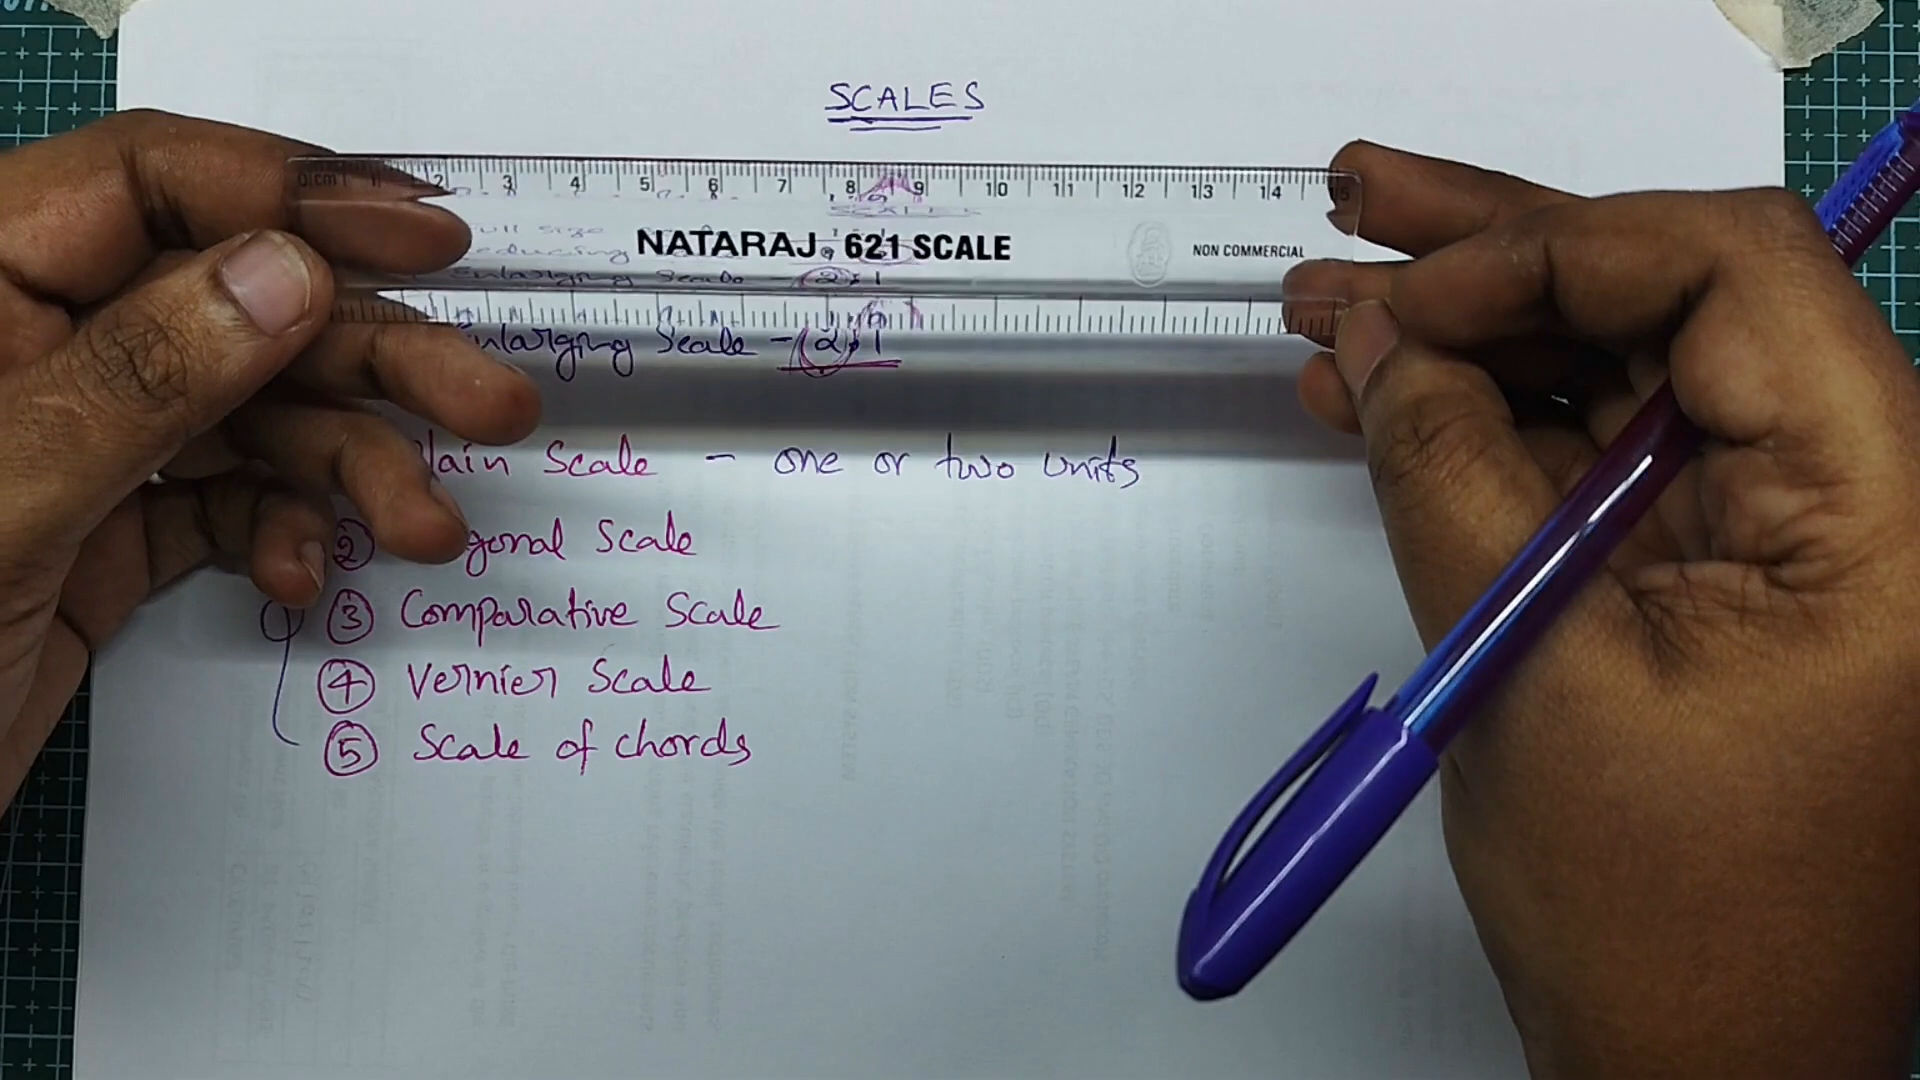 SCALES
0/cm 1 2 3 4 5 6 7 8 9 10 11 12 13 14 15
NATARAJ 621 SCALE NON COMMERCIAL
nlarging Scale - 2:1
lain Scale - one or two units
② gonal Scale
③ Comparative Scale
④ Vernier Scale
⑤ Scale of chords